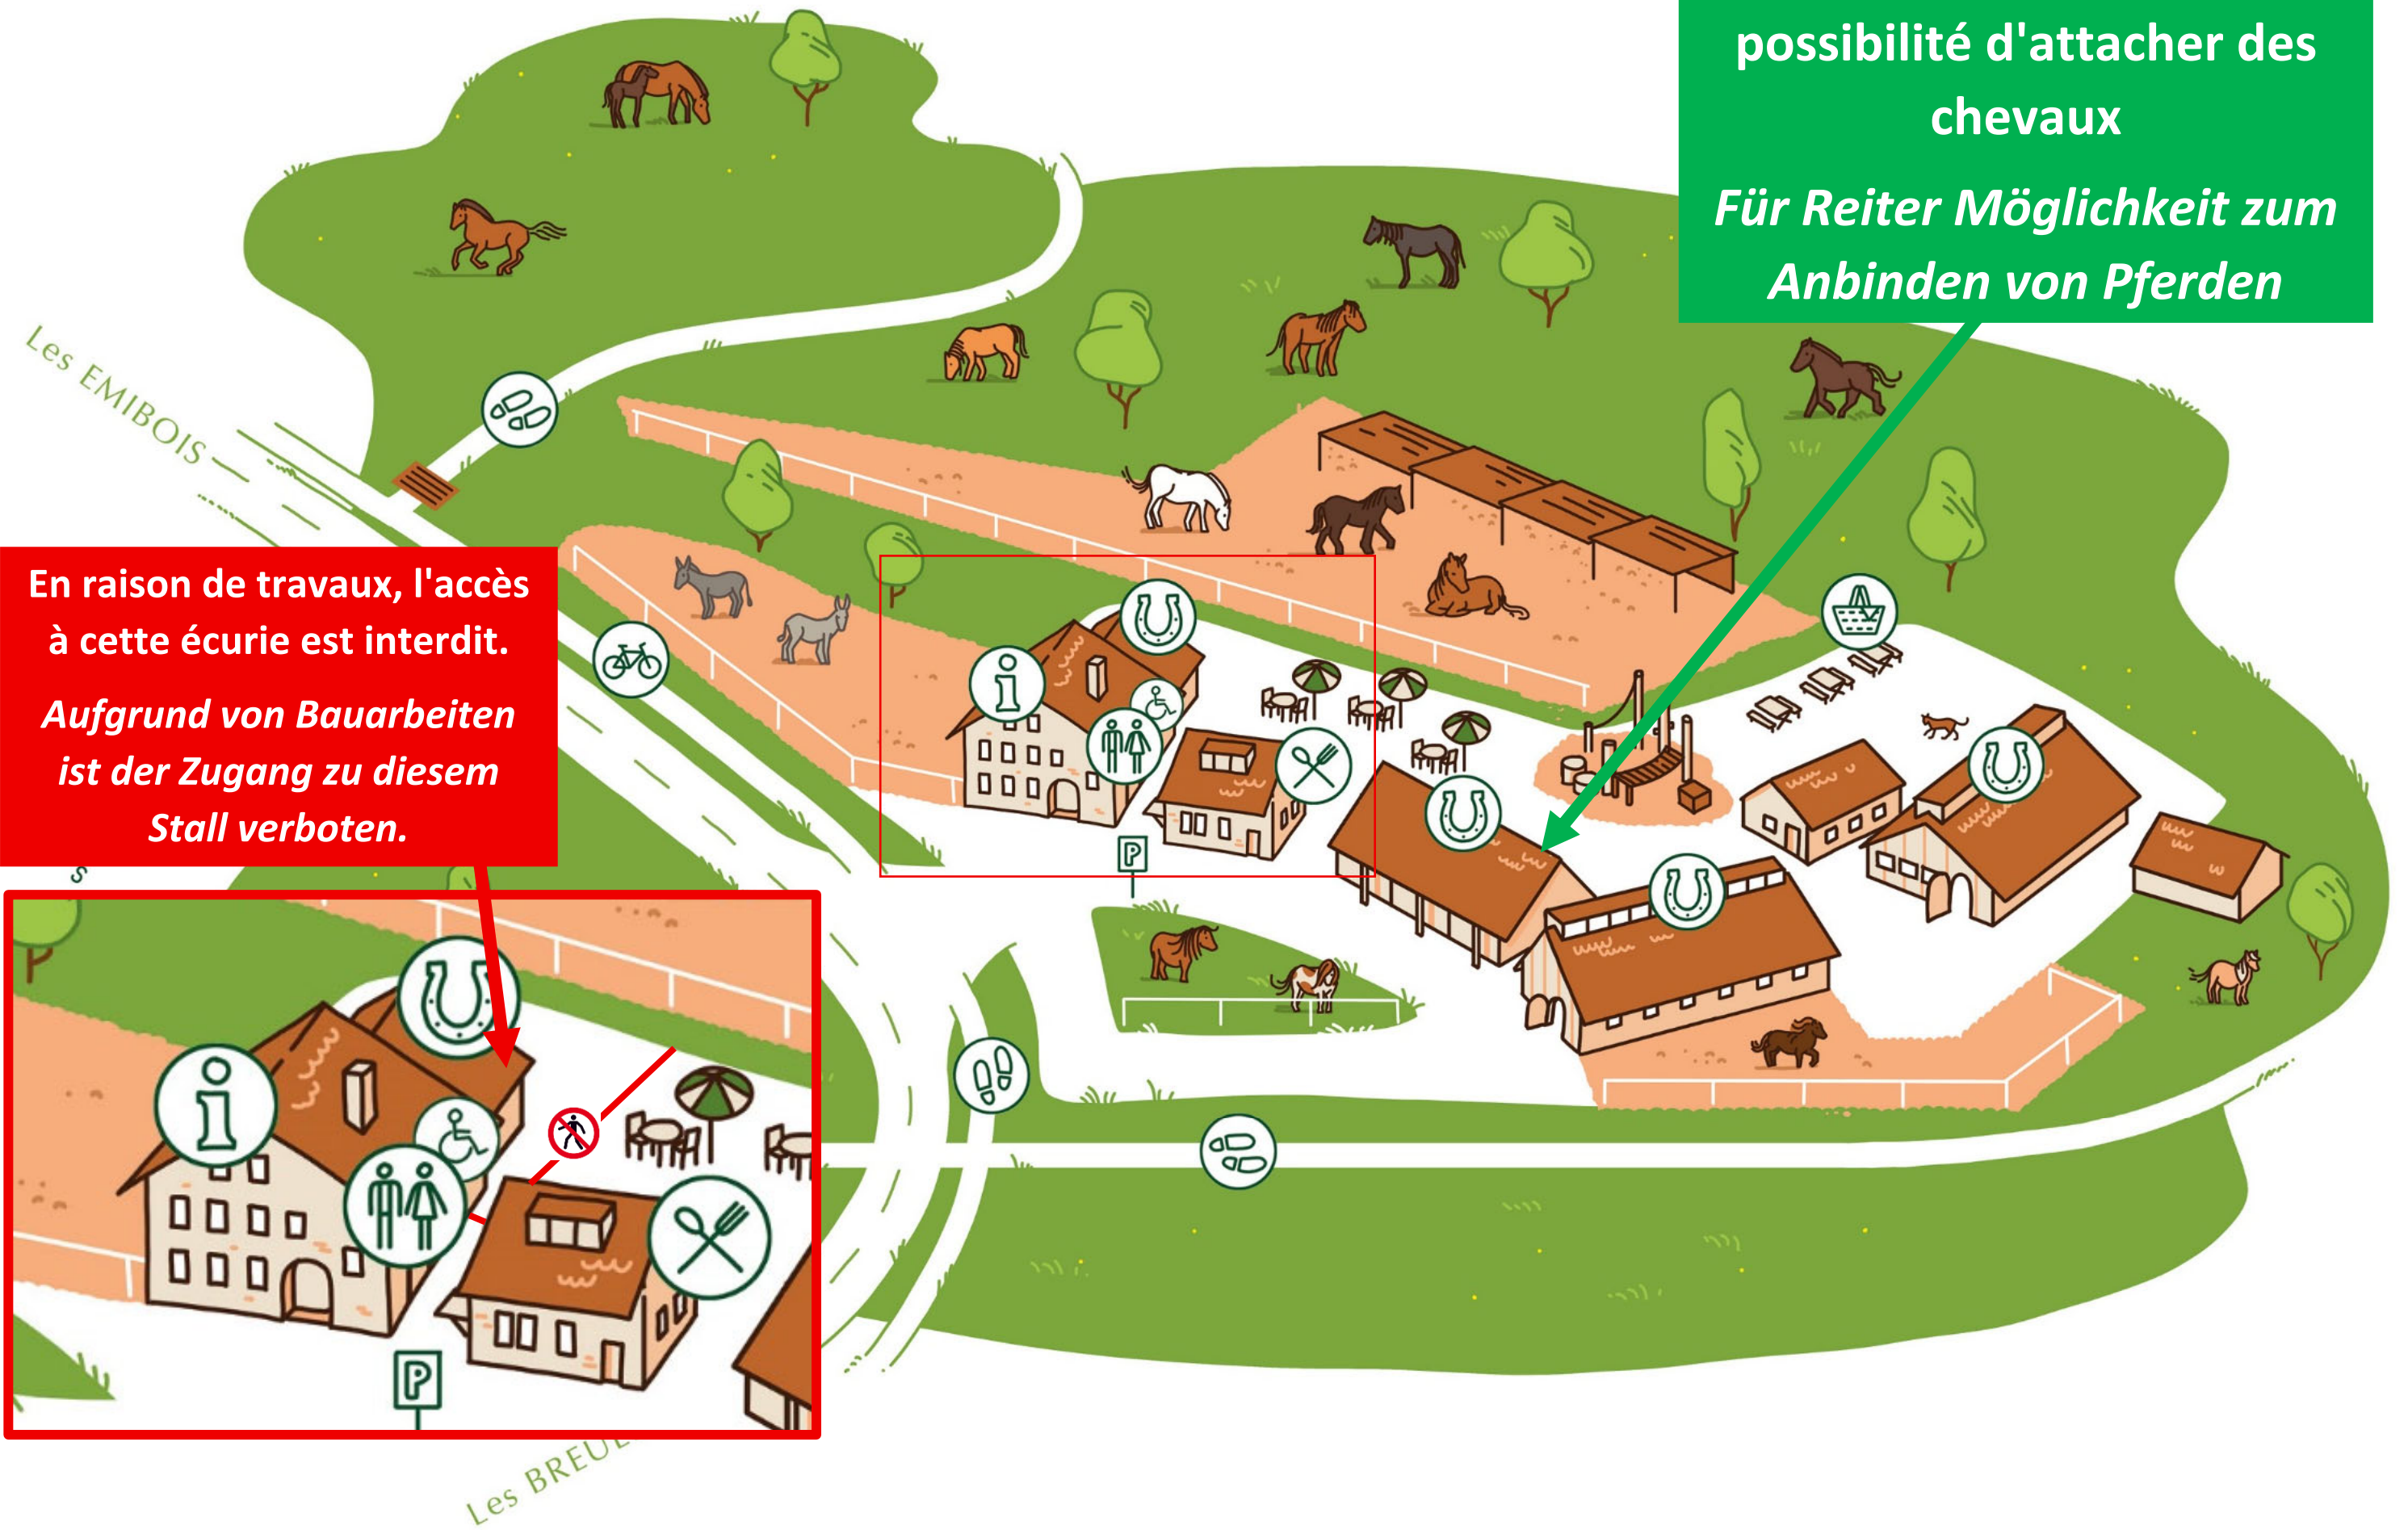 possibilité d'attacher des
chevaux
Für Reiter Möglichkeit zum
Anbinden von Pferden
Les EMIBOIS
En raison de travaux, l'accès
à cette écurie est interdit.
Aufgrund von Bauarbeiten
ist der Zugang zu diesem
Stall verboten.
i
P
s
i
P
Les